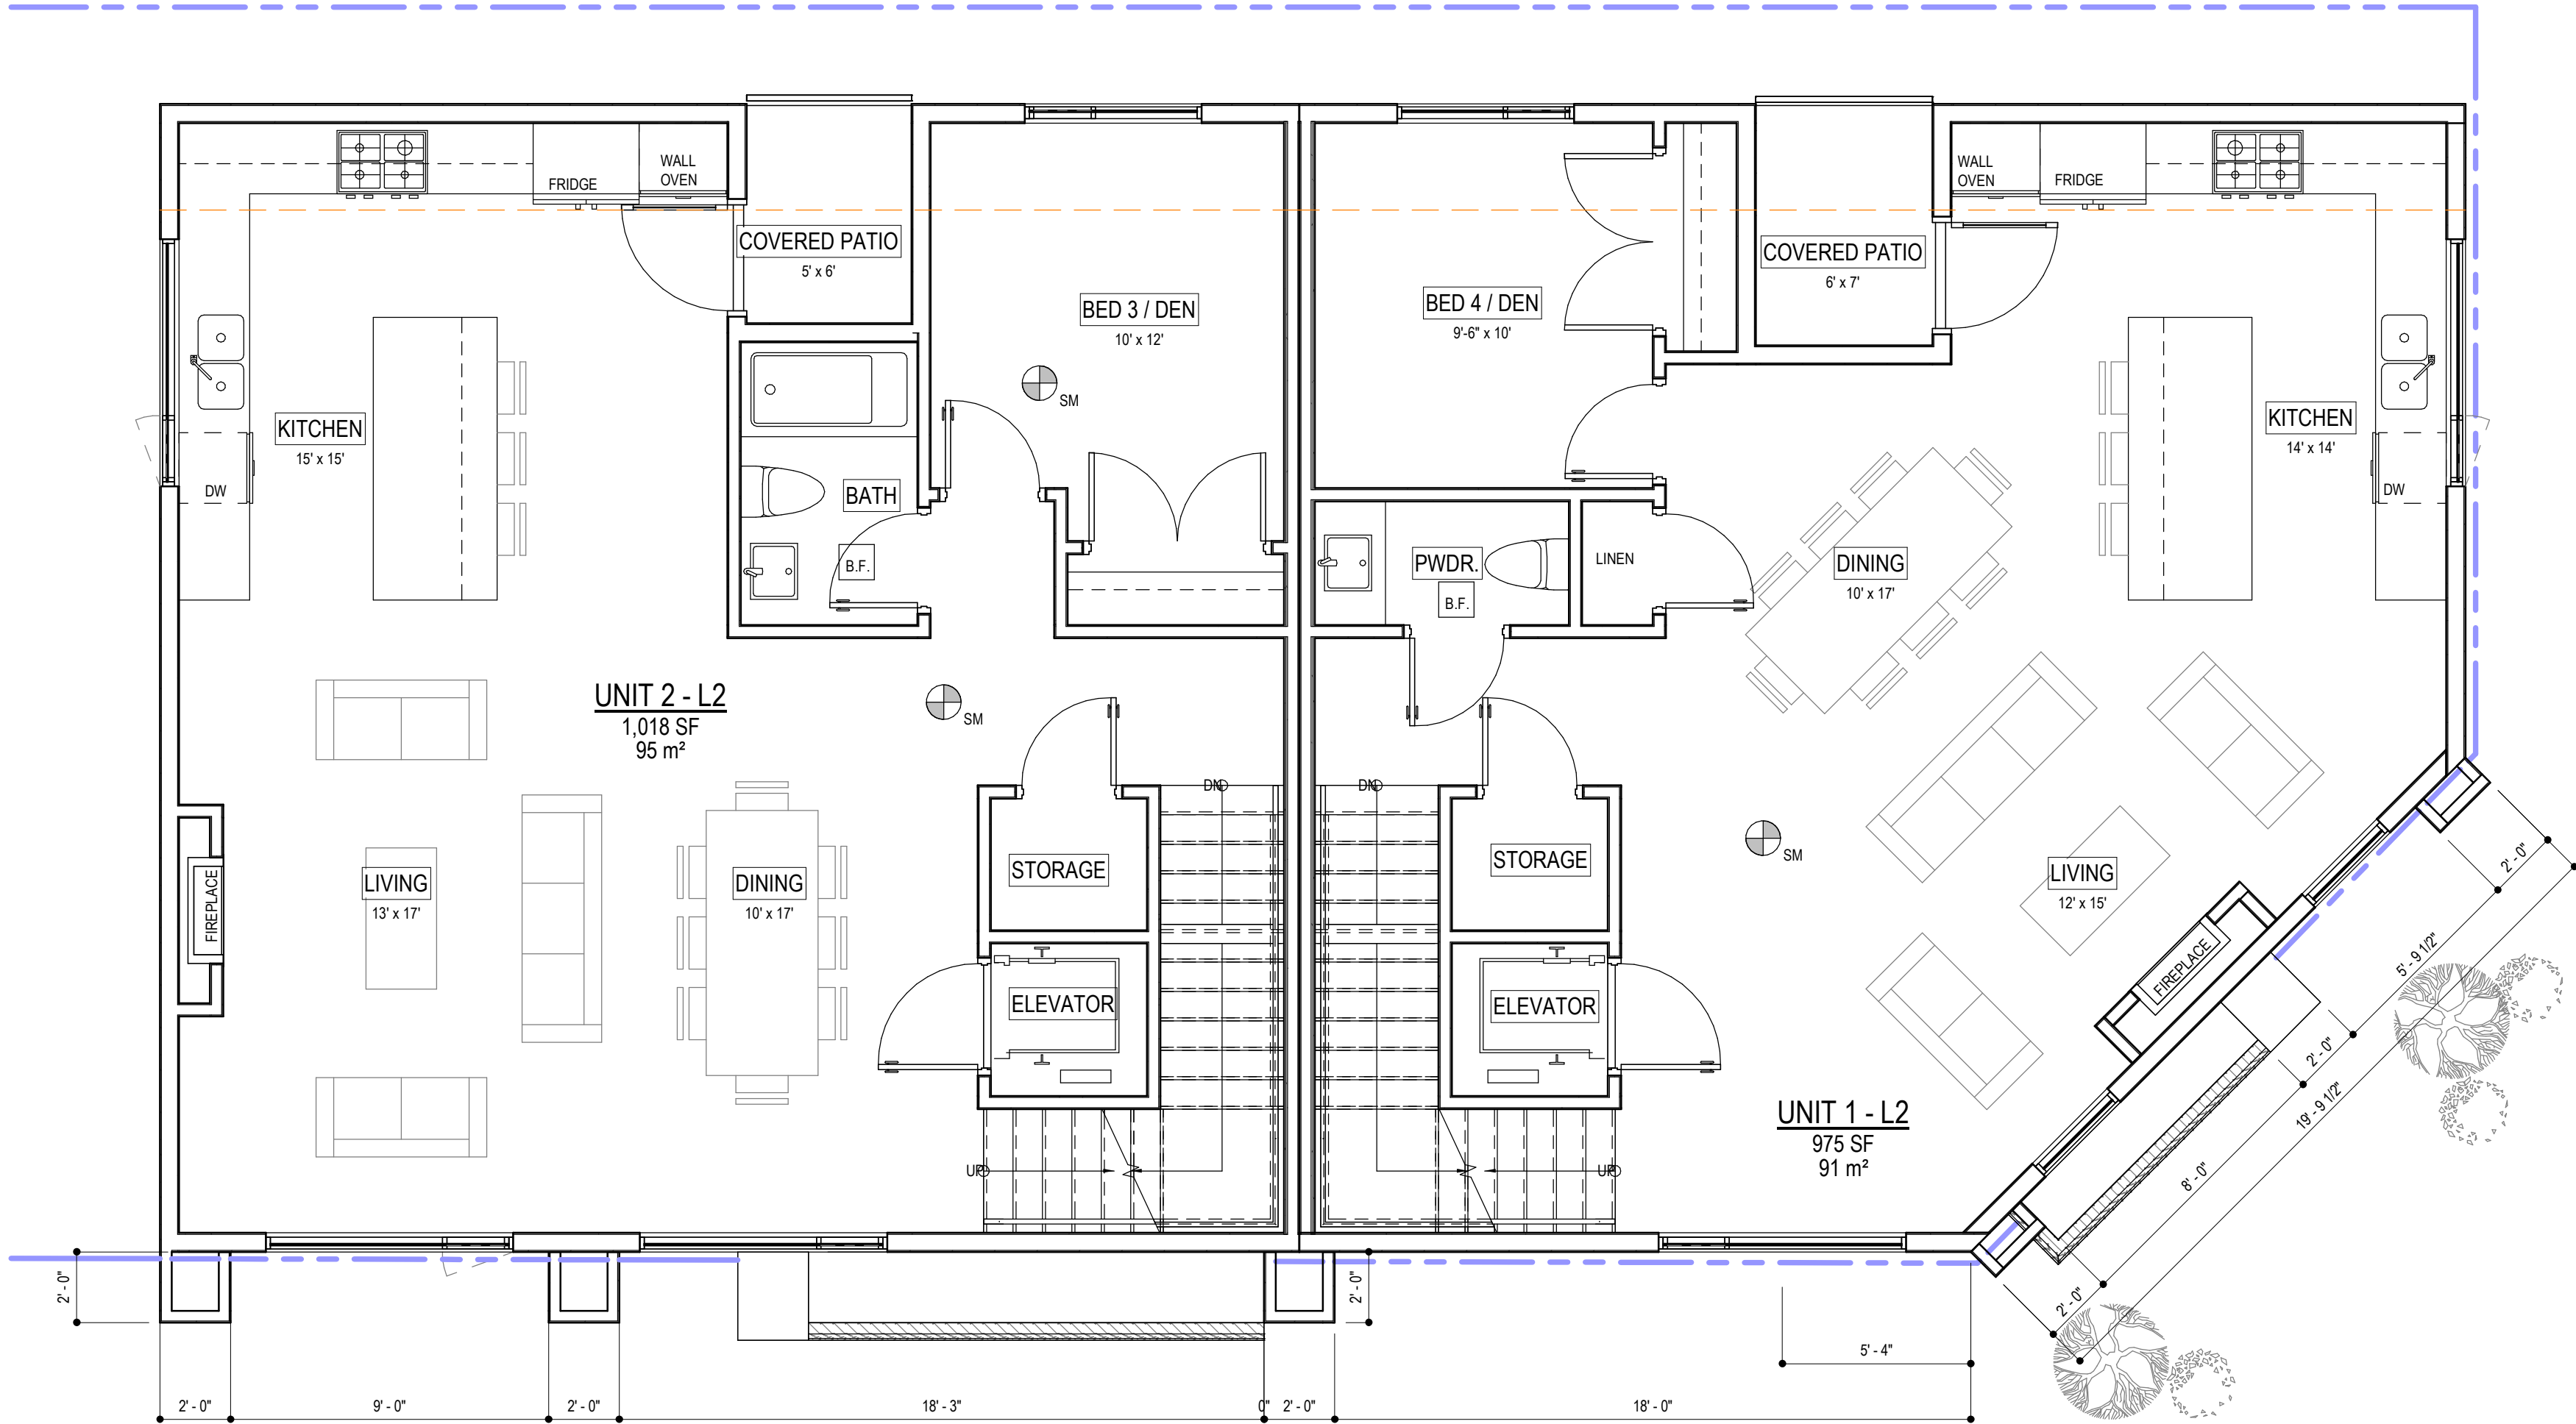 WALL
OVEN
FRIDGE
COVERED PATIO
5' x 6'
BED 3 / DEN
10' x 12'
SM
KITCHEN
15' x 15'
DW
BATH
B.F.
UNIT 2 - L2
1,018 SF
95 m²
SM
DN
STORAGE
FIREPLACE
LIVING
13' x 17'
DINING
10' x 17'
ELEVATOR
UP
BED 4 / DEN
9'-6" x 10'
COVERED PATIO
6' x 7'
WALL
OVEN
FRIDGE
KITCHEN
14' x 14'
DW
PWDR.
B.F.
LINEN
DINING
10' x 17'
DN
STORAGE
SM
LIVING
12' x 15'
FIREPLACE
ELEVATOR
UNIT 1 - L2
975 SF
91 m²
UP
2' - 0"
5' - 9 1/2"
2' - 0"
19' - 9 1/2"
8' - 0"
2' - 0"
2' - 0"
2' - 0"
5' - 4"
2' - 0"
9' - 0"
2' - 0"
18' - 3"
0"
2' - 0"
18' - 0"